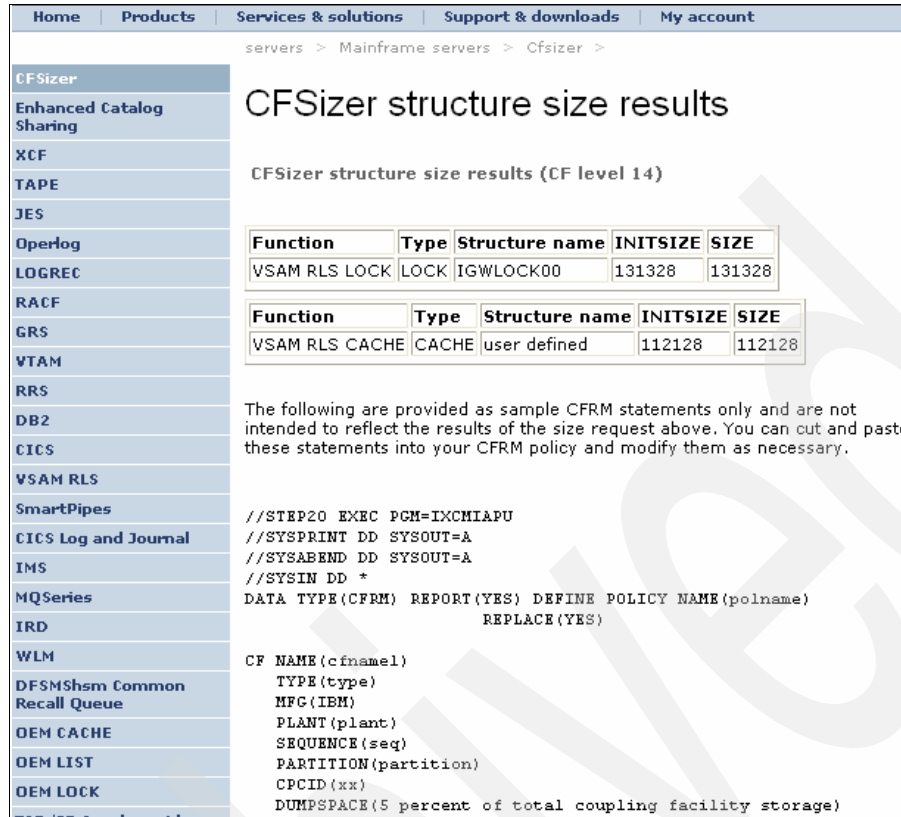 Home | Products | Services & solutions | Support & downloads | My account
servers > Mainframe servers > Cfsizer >
CFSizer
Enhanced Catalog
Sharing
XCF
TAPE
JES
Operlog
LOGREC
RACF
GRS
VTAM
RRS
DB2
CICS
VSAM RLS
SmartPipes
CICS Log and Journal
IMS
MQSeries
IRD
WLM
DFSMShsm Common
Recall Queue
OEM CACHE
OEM LIST
OEM LOCK
CFSizer structure size results
CFSizer structure size results (CF level 14)
Function Type Structure name INITSIZE SIZE
VSAM RLS LOCK LOCK IGWLOCK00 131328 131328
Function Type Structure name INITSIZE SIZE
VSAM RLS CACHE CACHE user defined 112128 112128
The following are provided as sample CFRM statements only and are not
intended to reflect the results of the size request above. You can cut and paste
these statements into your CFRM policy and modify them as necessary.
//STEP20 EXEC PGM=IXCMIAPU
//SYSPRINT DD SYSOUT=A
//SYSABEND DD SYSOUT=A
//SYSIN DD *
DATA TYPE(CFRM) REPORT(YES) DEFINE POLICY NAME(polname)
REPLACE(YES)
CF NAME(cfname1)
TYPE(type)
MFG(IBM)
PLANT(plant)
SEQUENCE(seq)
PARTITION(partition)
CPCID(xx)
DUMPSPACE(5 percent of total coupling facility storage)